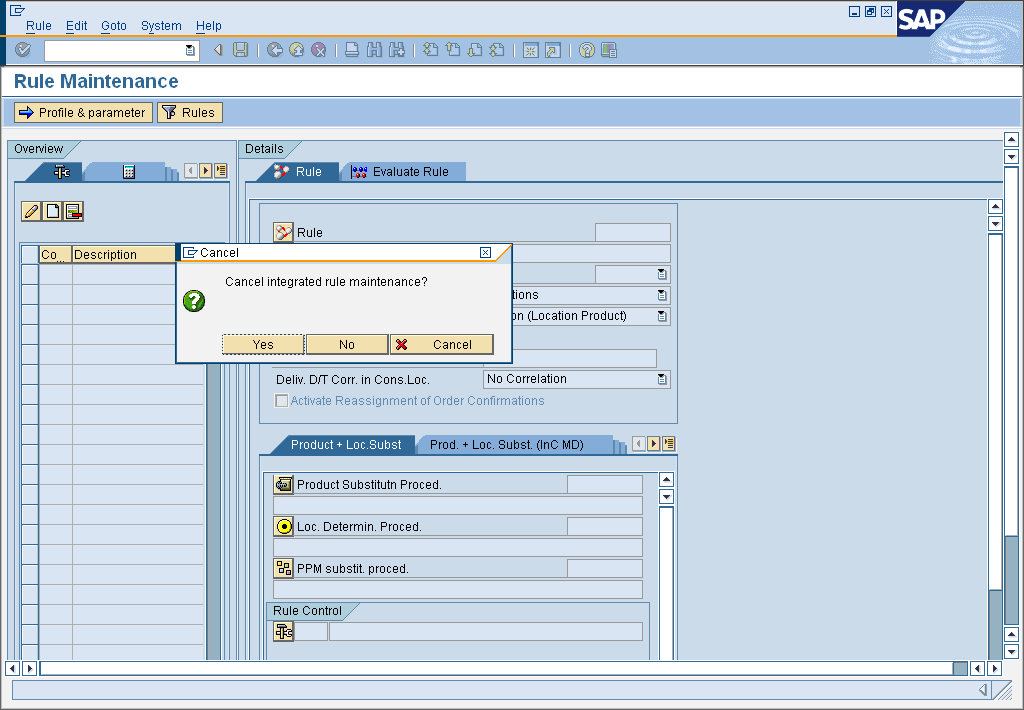 Rule Edit Goto System Help
SAP
Rule Maintenance
Profile & parameter Rules
Overview
Details
Rule Evaluate Rule
Rule
Co... Description
Cancel
Cancel integrated rule maintenance?
tions
on (Location Product)
Yes No Cancel
Deliv. D/T Corr. in Cons.Loc. No Correlation
Activate Reassignment of Order Confirmations
Product + Loc.Subst Prod. + Loc. Subst. (InC MD)
Product Substitutn Proced.
Loc. Determin. Proced.
PPM substit. proced.
Rule Control